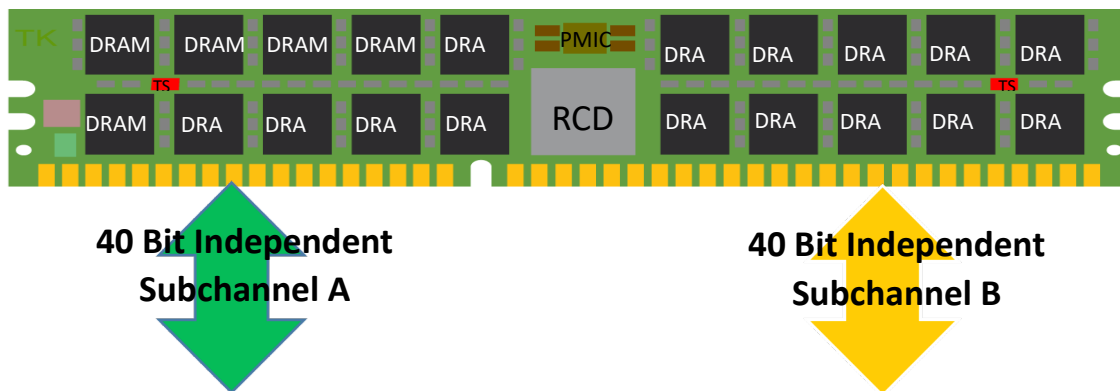 TK
DRAM DRAM DRAM DRAM DRA PMIC DRA DRA DRA DRA DRA
TS TS
DRAM DRA DRA DRA DRA RCD DRA DRA DRA DRA DRA
40 Bit Independent
Subchannel A
40 Bit Independent
Subchannel B